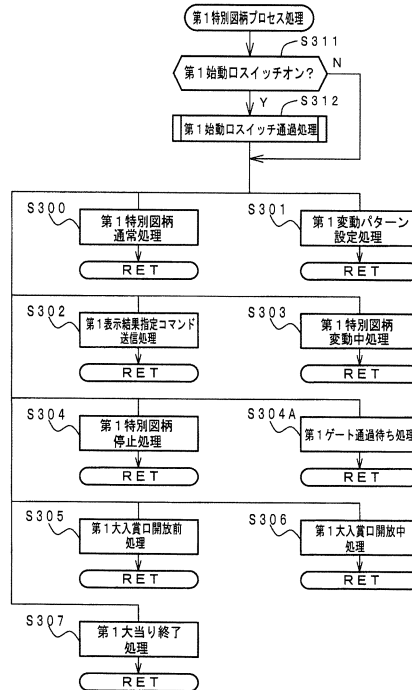 第1特別図柄プロセス処理
S311
第1始動口スイッチオン?
N
Y
S312
第1始動口スイッチ通過処理
S300
第1特別図柄
通常処理
RET
S301
第1変動パターン
設定処理
RET
S302
第1表示結果指定コマンド
送信処理
RET
S303
第1特別図柄
変動中処理
RET
S304
第1特別図柄
停止処理
RET
S304A
第1ゲート通過待ち処理
RET
S305
第1大入賞口開放前
処理
RET
S306
第1大入賞口開放中
処理
RET
S307
第1大当り終了
処理
RET